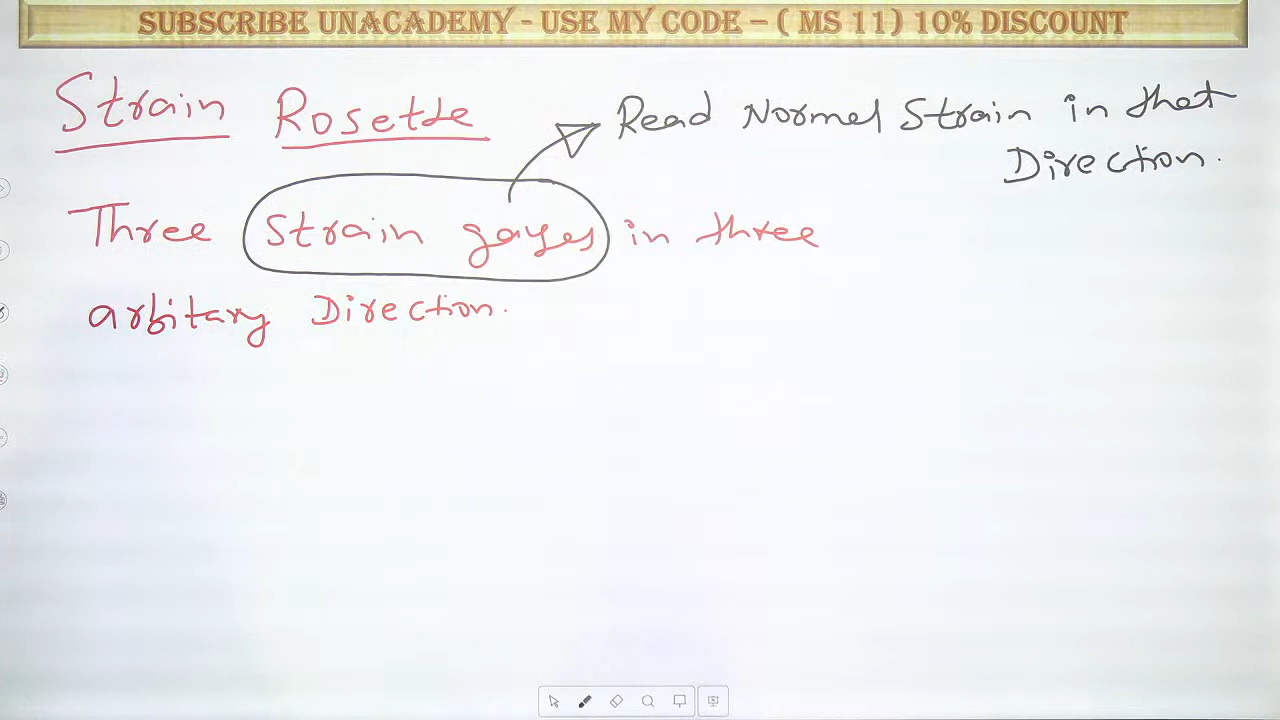 SUBSCRIBE UNACADEMY - USE MY CODE – ( MS 11) 10% DISCOUNT
Strain Rosette
Read Normal Strain in that
Direction.
Three Strain gages in three
arbitary Direction.